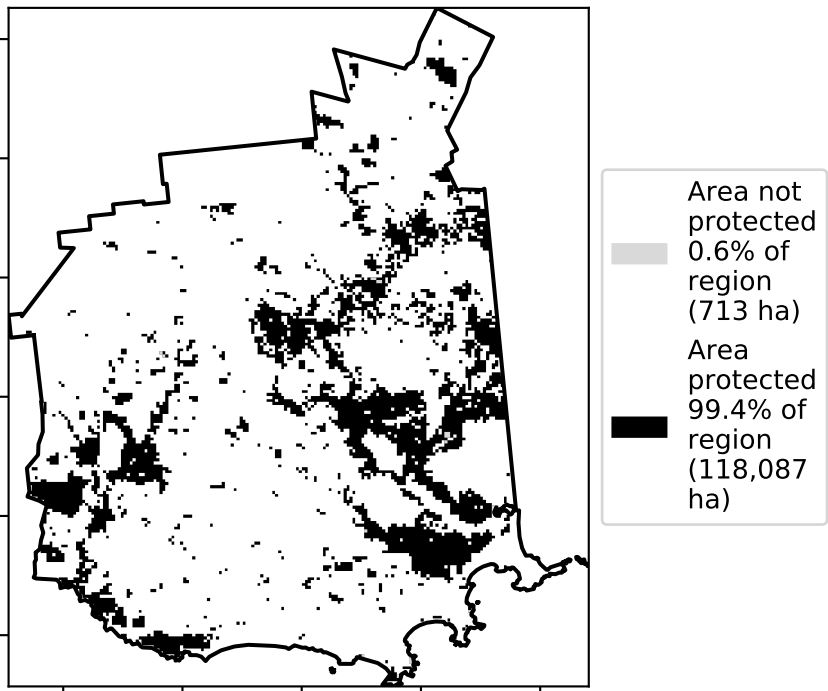 Area not
protected
0.6% of
region
(713 ha)
Area
protected
99.4% of
region
(118,087
ha)